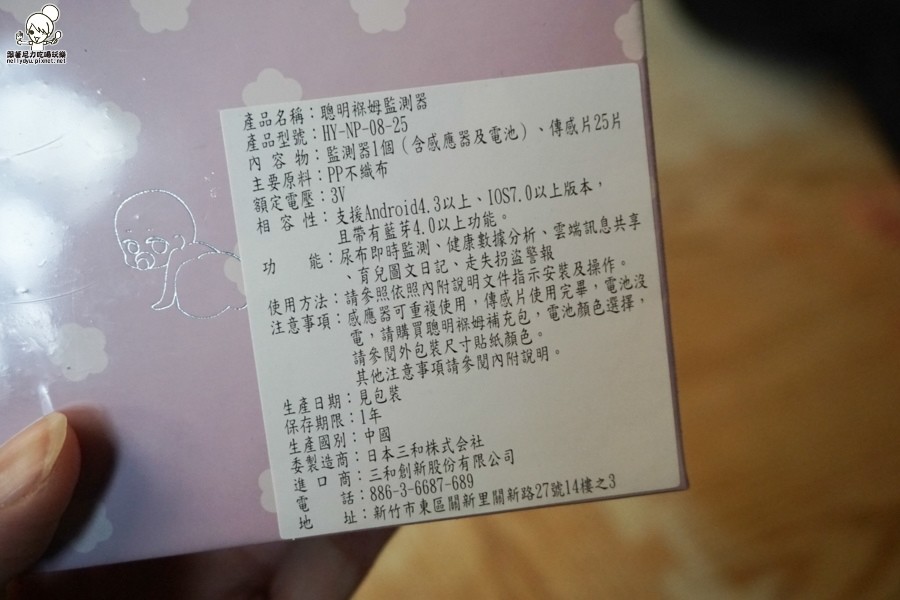 跟著尼力吃喝玩樂
nellydyu.pixnet.net
產品名稱：聰明褓姆監測器
產品型號：HY-NP-08-25
內容物：監測器1個（含感應器及電池）、傳感片25片
主要原料：PP不織布
額定電壓：3V
相容性：支援Android4.3以上、IOS7.0以上版本，
且帶有藍芽4.0以上功能。
功能：尿布即時監測、健康數據分析、雲端訊息共享
、育兒圖文日記、走失拐盜警報
使用方法：請參照依照內附說明文件指示安裝及操作。
注意事項：感應器可重複使用，傳感片使用完畢，電池沒
電，請購買聰明褓姆補充包，電池顏色選擇，
請參閱外包裝尺寸貼紙顏色。
其他注意事項請參閱內附說明。
生產日期：見包裝
保存期限：1年
生產國別：中國
委製造商：日本三和株式会社
進口商：三和創新股份有限公司
電話：886-3-6687-689
地址：新竹市東區關新里關新路27號14樓之3